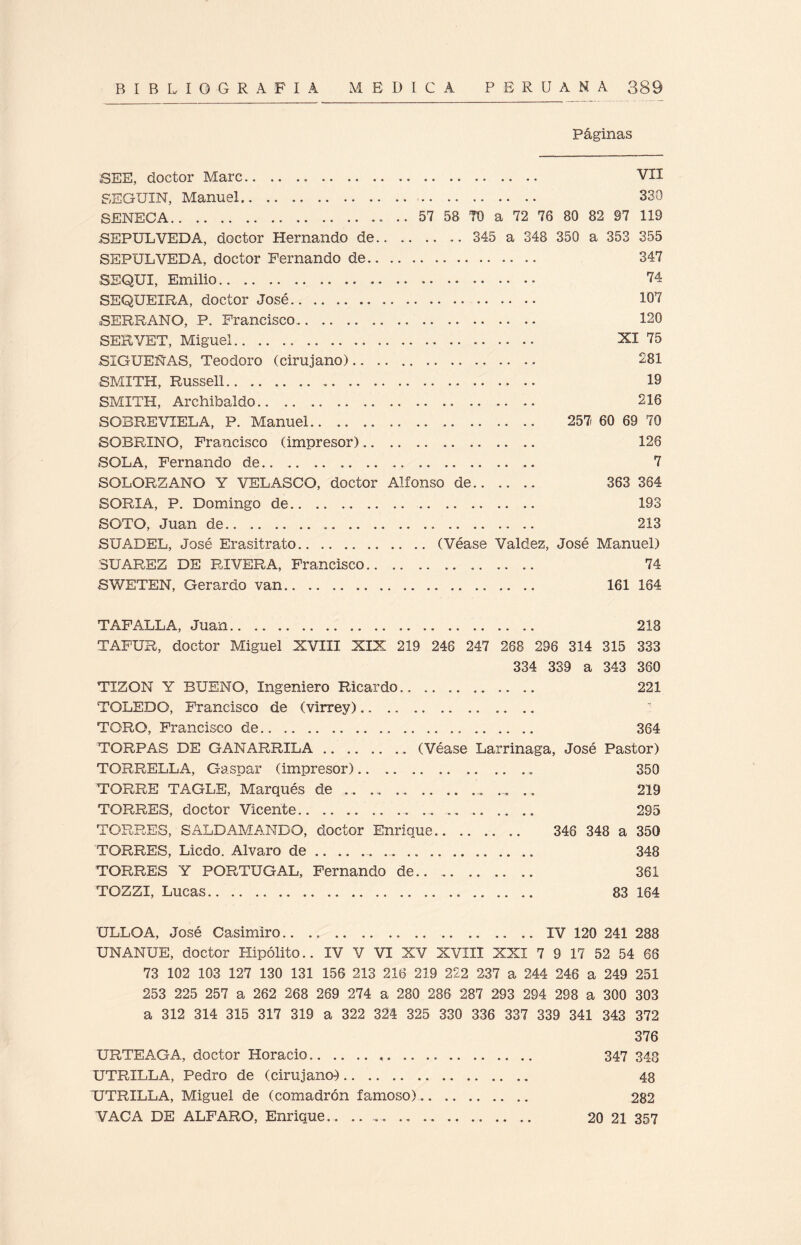 BIBLIOGRAFIA MEDICA PERUANA 389
Páginas
SEE, doctor Marc.. .. .. .. .. .. .. .. .. .. .. .. VII
SEGUIN, Manuel.. .. .. .. .. .. .. .. .. .. .. .. 330
SENECA.. .. .. .. .. .. .. .. .. .. 57 58 70 a 72 76 80 82 97 119
SEPULVEDA, doctor Hernando de.. .. .. .. 345 a 348 350 a 353 355
SEPULVEDA, doctor Fernando de.. .. .. .. .. .. .. .. 347
SEQUI, Emilio.. .. .. .. .. .. .. .. .. .. .. .. .. 74
SEQUEIRA, doctor José.. .. .. .. .. .. .. .. .. .. 107
SERRANO, P. Francisco.. .. .. .. .. .. .. .. .. .. 120
SERVET, Miguel.. .. .. .. .. .. .. .. .. .. .. .. XI 75
SIGUEÑAS, Teodoro (cirujano).. .. .. .. .. .. .. .. 281
SMITH, Russell.. .. .. .. .. .. .. .. .. .. .. .. .. 19
SMITH, Archibaldo.. .. .. .. .. .. .. .. .. .. .. .. 216
SOBREVIELA, P. Manuel.. .. .. .. .. .. .. .. .. .. 257 60 69 70
SOBRINO, Francisco (impresor).. .. .. .. .. .. .. .. 126
SOLA, Fernando de.. .. .. .. .. .. .. .. .. .. .. .. 7
SOLORZANO Y VELASCO, doctor Alfonso de.. .. .. 363 364
SORIA, P. Domingo de.. .. .. .. .. .. .. .. .. .. .. 193
SOTO, Juan de.. .. .. .. .. .. .. .. .. .. .. .. .. 213
SUADEL, José Erasitrato.. .. .. .. .. .. (Véase Valdez, José Manuel)
SUAREZ DE RIVERA, Francisco.. .. .. .. .. .. .. .. 74
SWETEN, Gerardo van.. .. .. .. .. .. .. .. .. .. .. 161 164
TAFALLA, Juan.. .. .. .. .. .. .. .. .. .. .. .. .. 218
TAFUR, doctor Miguel XVIII XIX 219 246 247 268 296 314 315 333
334 339 a 343 360
TIZON Y BUENO, Ingeniero Ricardo.. .. .. .. .. .. 221
TOLEDO, Francisco de (virrey).. .. .. .. .. .. .. ..
TORO, Francisco de.. .. .. .. .. .. .. .. .. .. .. .. 364
TORPAS DE GANARRILA .. .. .. .. (Véase Larrinaga, José Pastor)
TORRELLA, Gaspar (impresor).. .. .. .. .. .. .. .. 350
TORRE TAGLE, Marqués de .. .. .. .. .. .. .. .. .. 219
TORRES, doctor Vicente.. .. .. .. .. .. .. .. .. .. 295
TORRES, SALDAMANDO, doctor Enrique.. .. .. .. 346 348 a 350
TORRES, Licdo. Alvaro de .. .. .. .. .. .. .. .. .. .. 348
TORRES Y PORTUGAL, Fernando de.. .. .. .. .. .. 361
TOZZI, Lucas.. .. .. .. .. .. .. .. .. .. .. .. .. .. 83 164
ULLOA, José Casimiro.. .. .. .. .. .. .. .. .. .. .. IV 120 241 288
UNANUE, doctor Hipólito.. IV V VI XV XVIII XXI 7 9 17 52 54 66
73 102 103 127 130 131 156 213 216 219 222 237 a 244 246 a 249 251
253 225 257 a 262 268 269 274 a 280 286 287 293 294 298 a 300 303
a 312 314 315 317 319 a 322 324 325 330 336 337 339 341 343 372
376
URTEAGA, doctor Horacio.. .. .. .. .. .. .. .. .. .. 347 348
UTRILLA, Pedro de (cirujano).. .. .. .. .. .. .. .. 48
UTRILLA, Miguel de (comadrón famoso).. .. .. .. .. 282
VACA DE ALFARO, Enrique.. .. .. .. .. .. .. .. .. 20 21 357